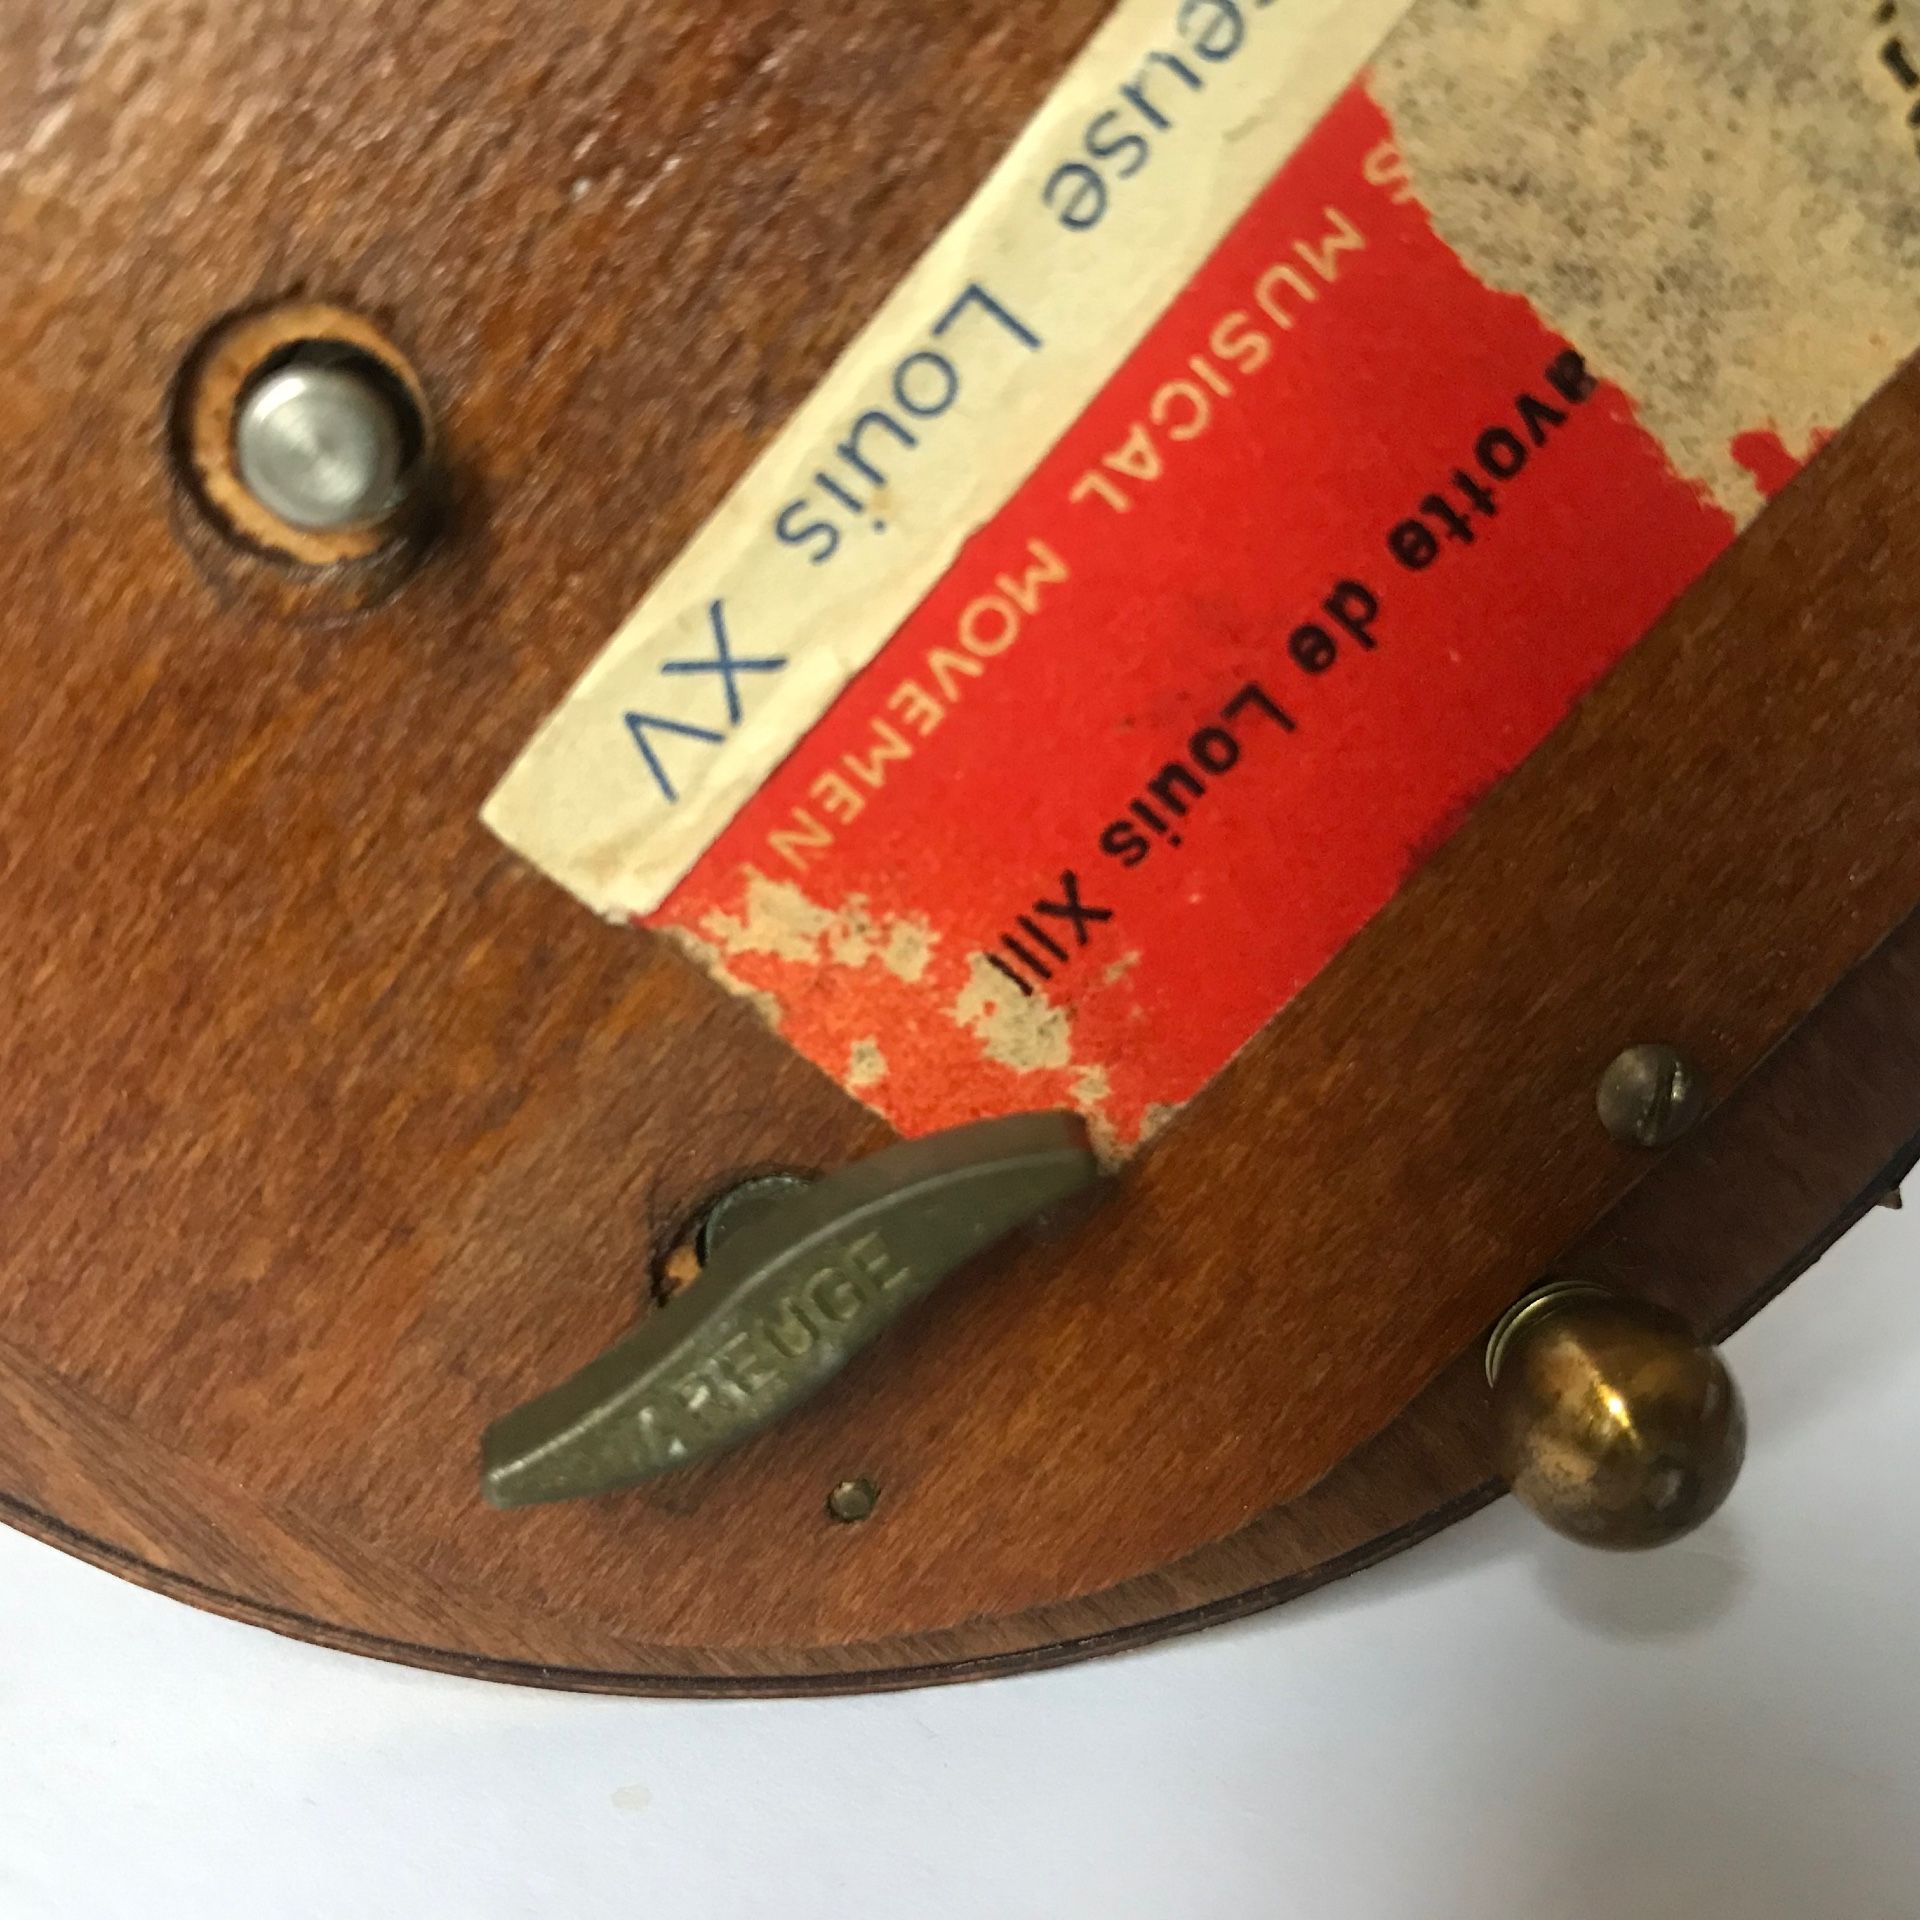 avotte de Louis XIII
S MUSICAL MOVEMEN
euse Louis XV
REUGE